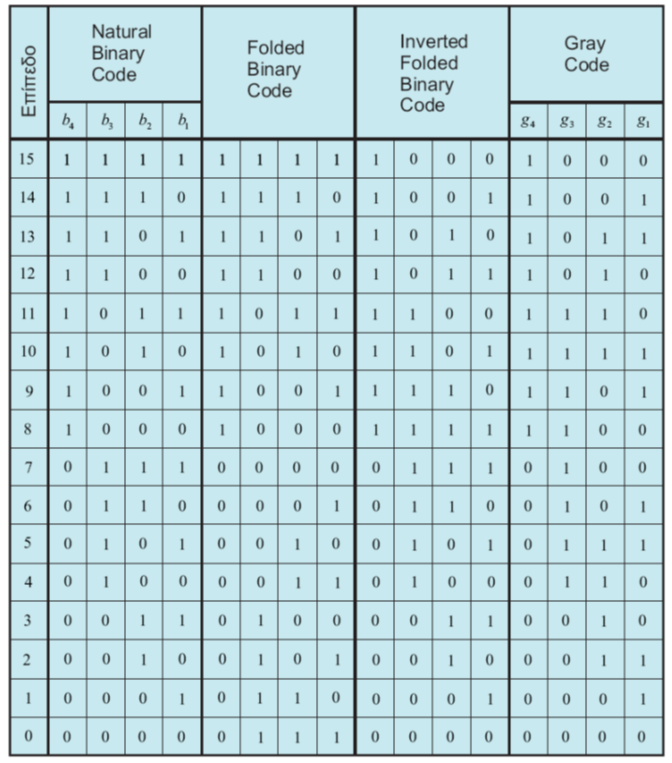 Επίπεδο
Natural
Binary
Code
Folded
Binary
Code
Inverted
Folded
Binary
Code
Gray
Code
b4 b3 b2 b1 g4 g3 g2 g1
15 1 1 1 1 1 1 1 1 1 0 0 0 1 0 0 0
14 1 1 1 0 1 1 1 0 1 0 0 1 1 0 0 1
13 1 1 0 1 1 1 0 1 1 0 1 0 1 0 1 1
12 1 1 0 0 1 1 0 0 1 0 1 1 1 0 1 0
11 1 0 1 1 1 0 1 1 1 1 0 0 1 1 1 0
10 1 0 1 0 1 0 1 0 1 1 0 1 1 1 1 1
9 1 0 0 1 1 0 0 1 1 1 1 0 1 1 0 1
8 1 0 0 0 1 0 0 0 1 1 1 1 1 1 0 0
7 0 1 1 1 0 0 0 0 0 1 1 1 0 1 0 0
6 0 1 1 0 0 0 0 1 0 1 1 0 0 1 0 1
5 0 1 0 1 0 0 1 0 0 1 0 1 0 1 1 1
4 0 1 0 0 0 0 1 1 0 1 0 0 0 1 1 0
3 0 0 1 1 0 1 0 0 0 0 1 1 0 0 1 0
2 0 0 1 0 0 1 0 1 0 0 1 0 0 0 1 1
1 0 0 0 1 0 1 1 0 0 0 0 1 0 0 0 1
0 0 0 0 0 0 1 1 1 0 0 0 0 0 0 0 0